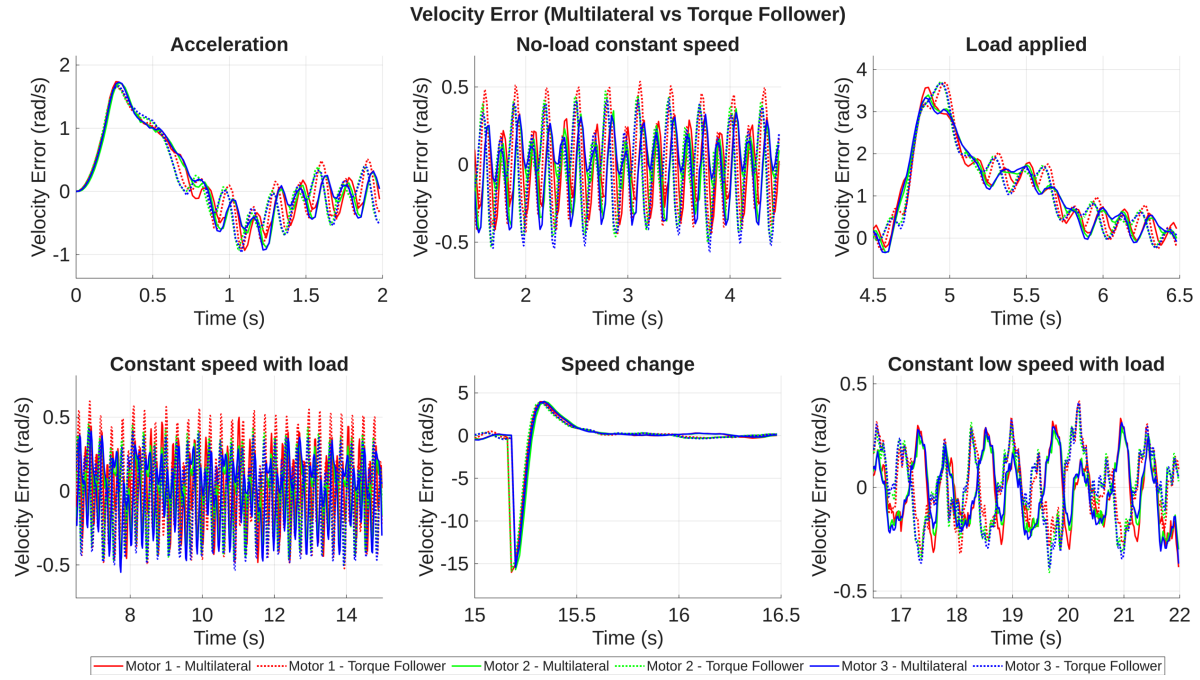 Velocity Error (Multilateral vs Torque Follower)
Acceleration
Velocity Error (rad/s)
2
1
0
-1
0 0.5 1 1.5 2
Time (s)
No-load constant speed
Velocity Error (rad/s)
0.5
0
-0.5
2 3 4
Time (s)
Load applied
Velocity Error (rad/s)
4
3
2
1
0
4.5 5 5.5 6 6.5
Time (s)
Constant speed with load
Velocity Error (rad/s)
0.5
0
-0.5
8 10 12 14
Time (s)
Speed change
Velocity Error (rad/s)
5
0
-5
-10
-15
15 15.5 16 16.5
Time (s)
Constant low speed with load
Velocity Error (rad/s)
0.5
0
-0.5
17 18 19 20 21 22
Time (s)
Motor 1 - Multilateral Motor 1 - Torque Follower Motor 2 - Multilateral Motor 2 - Torque Follower Motor 3 - Multilateral Motor 3 - Torque Follower